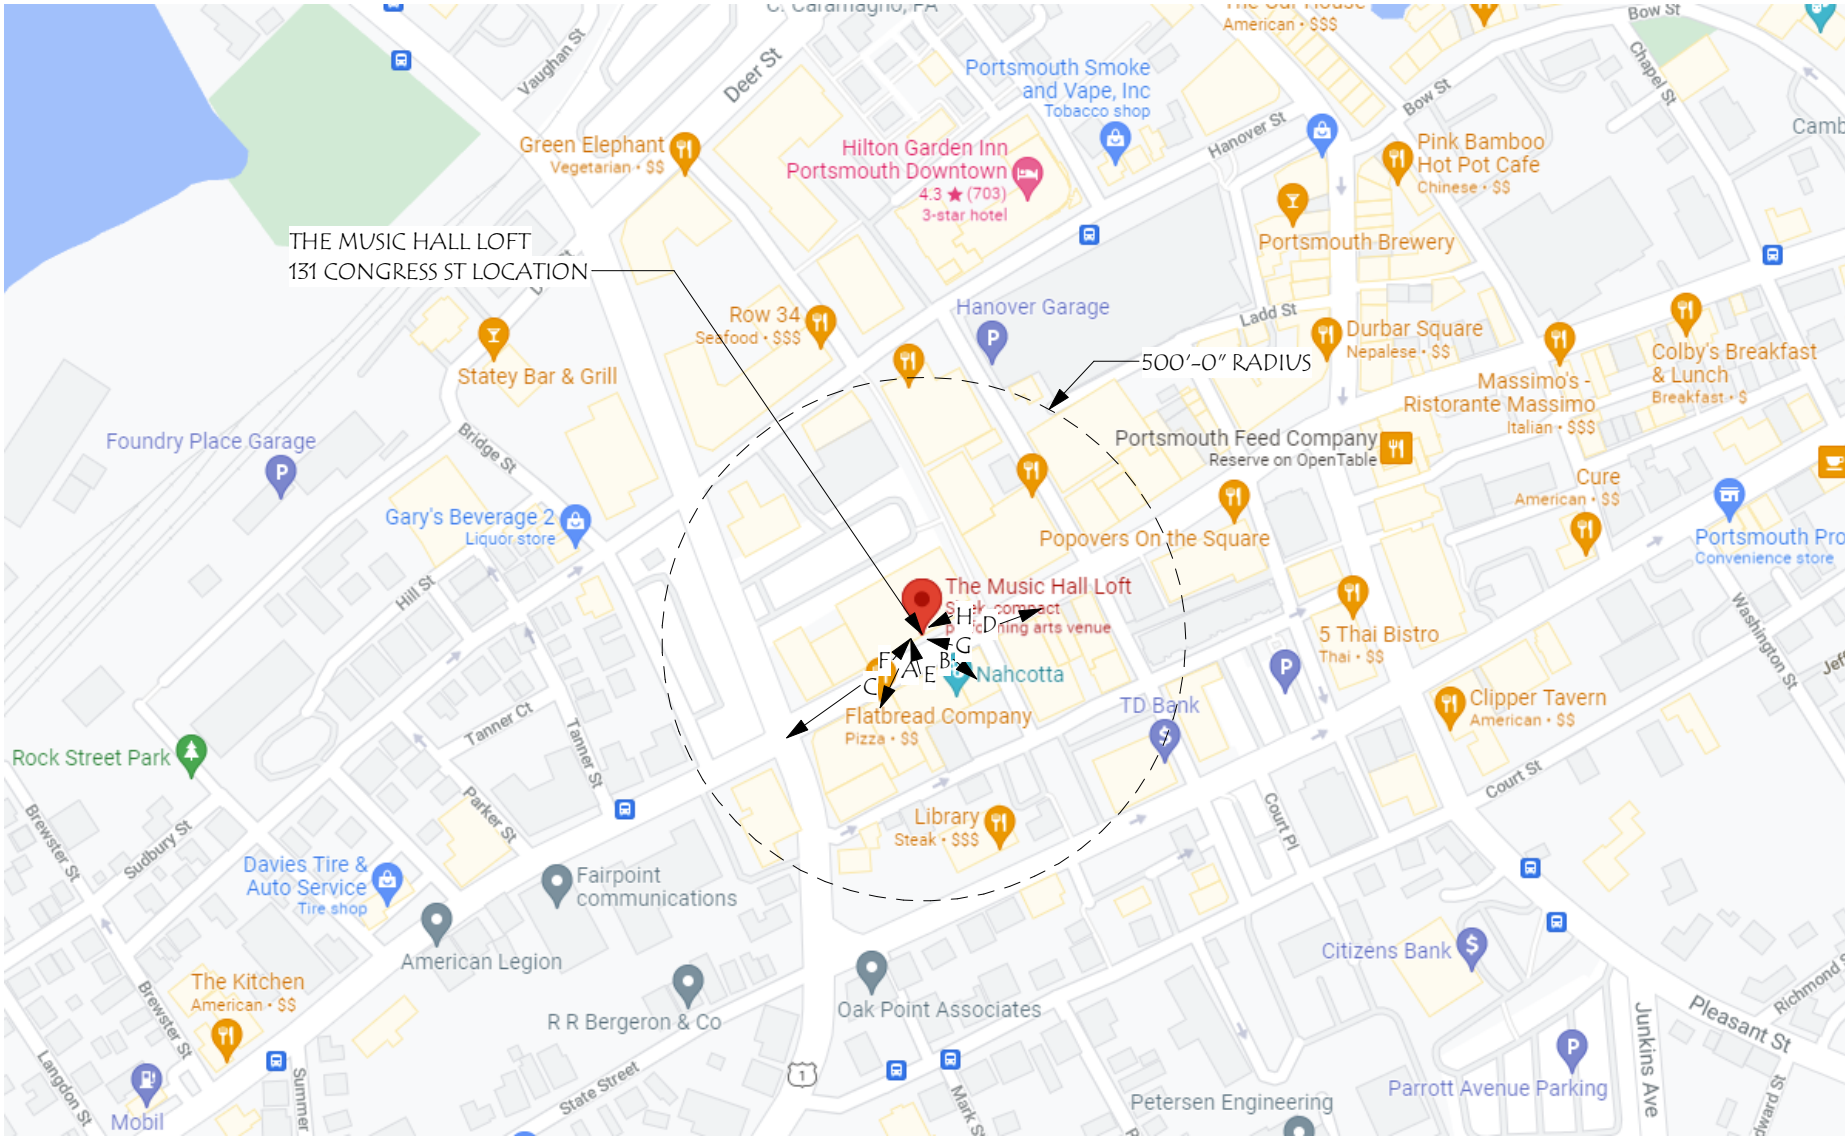 C. Caramagno, PA
American • $$$
Bow St
Vaughan St
Deer St
Portsmouth Smoke
and Vape, Inc
Tobacco shop
Chapel St
Bow St
Hanover St
Green Elephant
Vegetarian • $$
Hilton Garden Inn
Portsmouth Downtown
4.3 ★ (703)
3-star hotel
Pink Bamboo
Hot Pot Cafe
Chinese • $$
Camb
Portsmouth Brewery
THE MUSIC HALL LOFT
131 CONGRESS ST LOCATION
Row 34
Seafood • $$$
Hanover Garage
P
Ladd St
Durbar Square
Nepalese • $$
Colby's Breakfast
& Lunch
Breakfast • $
500'-0" RADIUS
Statey Bar & Grill
Massimo's -
Ristorante Massimo
Italian • $$$
Foundry Place Garage
P
Bridge St
Portsmouth Feed Company
Reserve on OpenTable
Cure
American • $$
Gary's Beverage 2
Liquor store
Popovers On the Square
Portsmouth Pro
Convenience store
Hill St
The Music Hall Loft
compact
arts venue
H
D
G
B
F
A
E
C
Nahcotta
5 Thai Bistro
Thai • $$
P
Washington St
Jeff
Flatbread Company
Pizza • $$
TD Bank
$
Clipper Tavern
American • $$
Tanner Ct
Tanner St
Rock Street Park
Parker St
Court St
Court Pl
Brewster St
Sudbury St
Library
Steak • $$$
Davies Tire &
Auto Service
Tire shop
Fairpoint
communications
American Legion
Citizens Bank
$
The Kitchen
American • $$
Brewster St
R R Bergeron & Co
Oak Point Associates
Richmond S
Pleasant St
Junkins Ave
Langdon St
Mobil
Summer
State Street
1
Mark St
P
Parrott Avenue Parking
Petersen Engineering
dward St